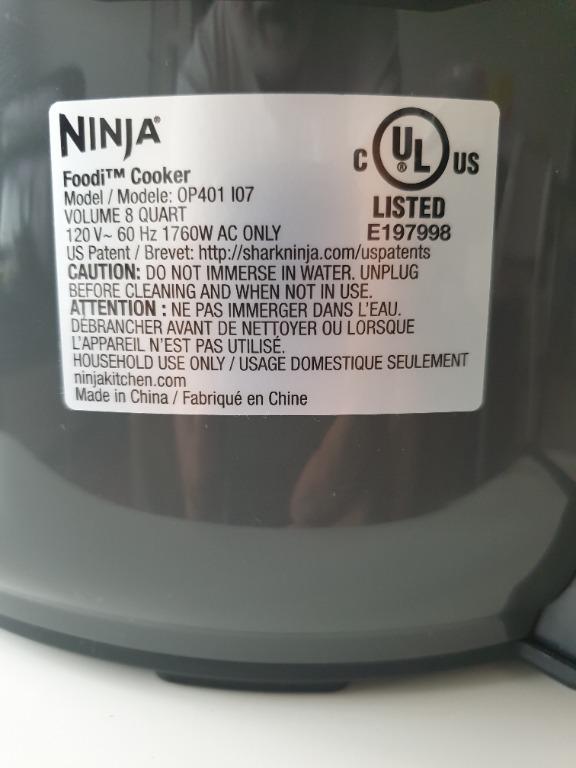 NINJA®
Foodi™ Cooker
Model / Modele: OP401 I07
VOLUME 8 QUART
120 V~ 60 Hz 1760W AC ONLY
C UL ® US
LISTED
E197998
US Patent / Brevet: http://sharkninja.com/uspatents
CAUTION: DO NOT IMMERSE IN WATER. UNPLUG
BEFORE CLEANING AND WHEN NOT IN USE.
ATTENTION : NE PAS IMMERGER DANS L'EAU.
DÉBRANCHER AVANT DE NETTOYER OU LORSQUE
L'APPAREIL N'EST PAS UTILISÉ.
HOUSEHOLD USE ONLY / USAGE DOMESTIQUE SEULEMENT
ninjakitchen.com
Made in China / Fabriqué en Chine